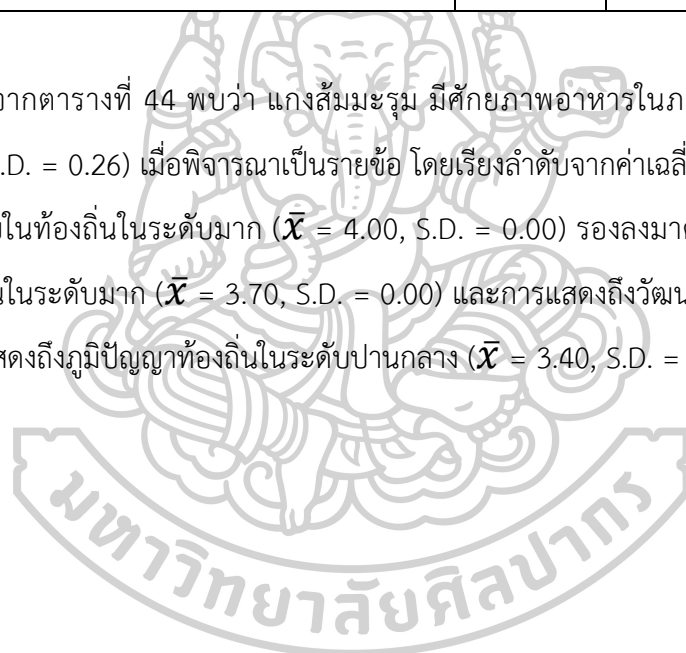 จากตารางที่ 44 พบว่า แกงส้มมะรุม มีศักยภาพอาหารในภ
.D. = 0.26) เมื่อพิจารณาเป็นรายข้อ โดยเรียงลำดับจากค่าเฉลี่
ในท้องถิ่นในระดับมาก (x̄ = 4.00, S.D. = 0.00) รองลงมา
นในระดับมาก (x̄ = 3.70, S.D. = 0.00) และการแสดงถึงวัฒน
สดงถึงภูมิปัญญาท้องถิ่นในระดับปานกลาง (x̄ = 3.40, S.D. =
มหาวิทยาลัยศิลปากร